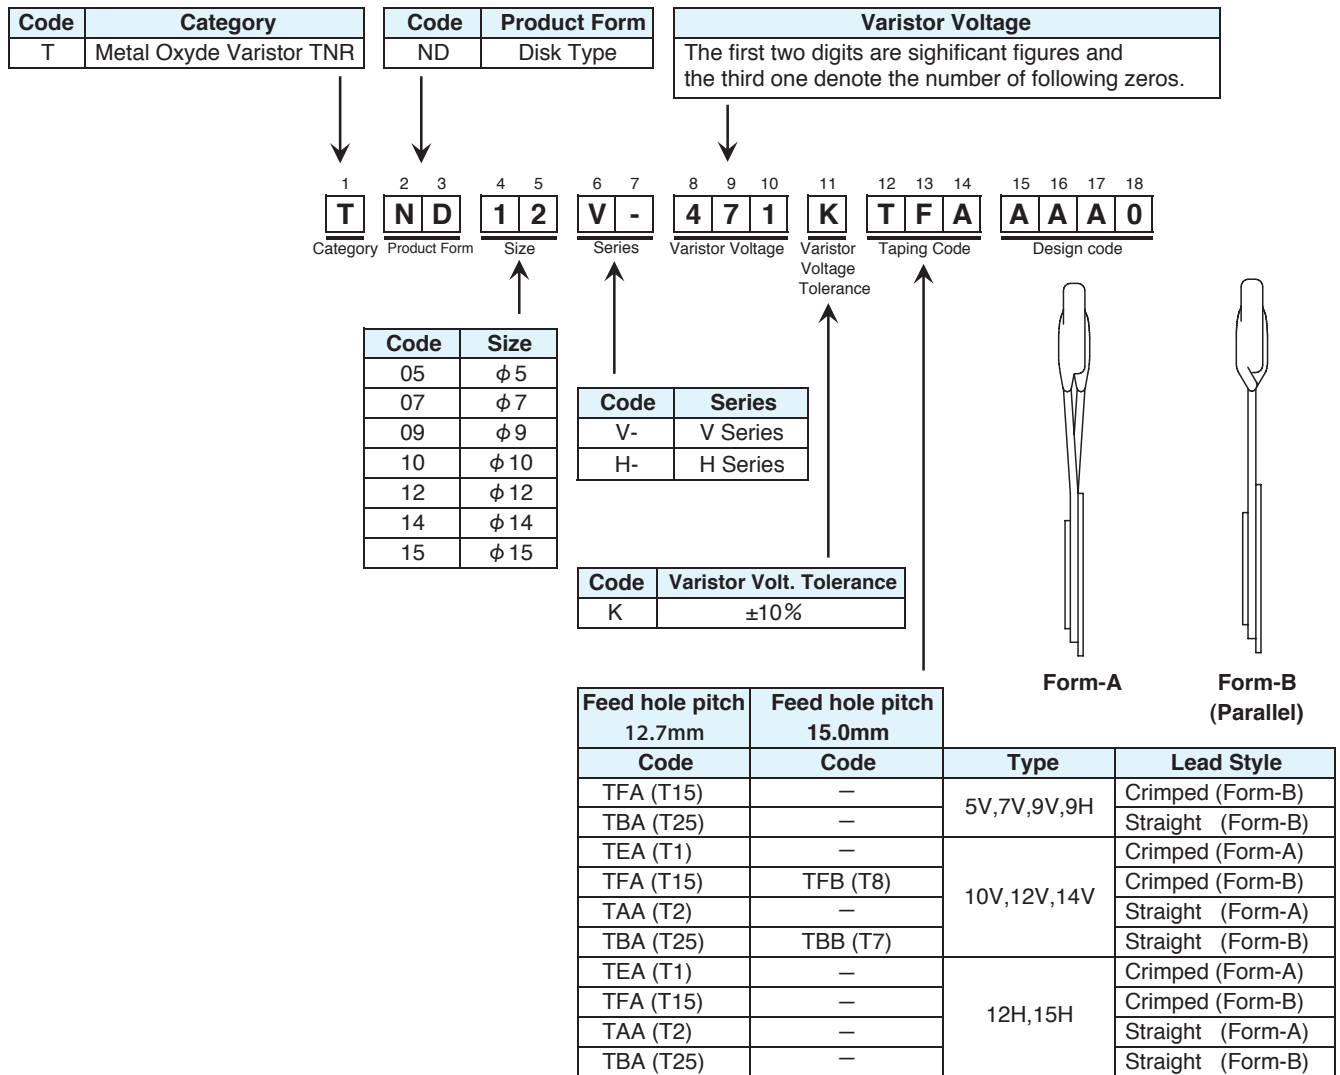 Code Category
T Metal Oxyde Varistor TNR
Code Product Form
ND Disk Type
Varistor Voltage
The first two digits are sighificant figures and
the third one denote the number of following zeros.
1 2 3 4 5 6 7 8 9 10 11 12 13 14 15 16 17 18
T N D 1 2 V - 4 7 1 K T F A A A A 0
Category Product Form Size Series Varistor Voltage Varistor Taping Code Design code
Voltage
Tolerance
Code Size
05 φ5
07 φ7
09 φ9
10 φ10
12 φ12
14 φ14
15 φ15
Code Series
V- V Series
H- H Series
Code Varistor Volt. Tolerance
K ±10%
Form-A
Form-B
(Parallel)
Feed hole pitch Feed hole pitch
12.7mm 15.0mm
Code Code Type Lead Style
TFA (T15) — 5V,7V,9V,9H Crimped (Form-B)
TBA (T25) — Straight (Form-B)
TEA (T1) — 10V,12V,14V Crimped (Form-A)
TFA (T15) TFB (T8) Crimped (Form-B)
TAA (T2) — Straight (Form-A)
TBA (T25) TBB (T7) Straight (Form-B)
TEA (T1) — 12H,15H Crimped (Form-A)
TFA (T15) — Crimped (Form-B)
TAA (T2) — Straight (Form-A)
TBA (T25) — Straight (Form-B)